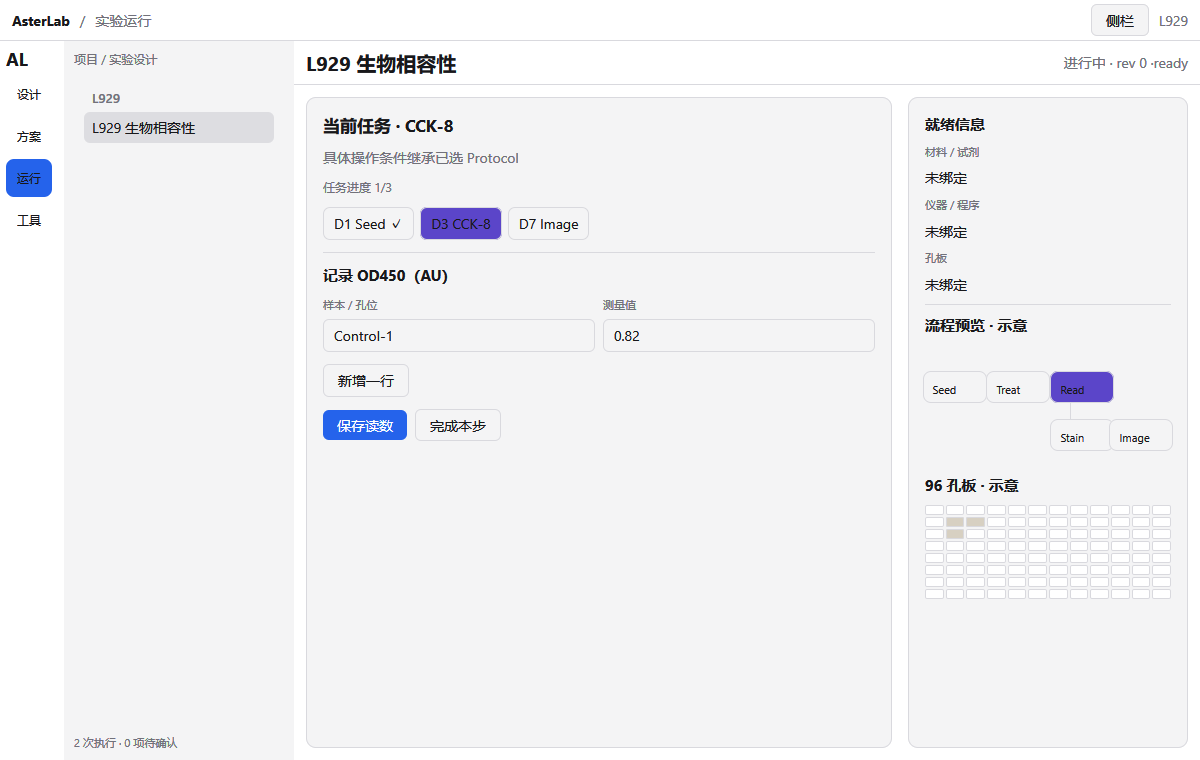 AsterLab / 实验运行
侧栏 L929
AL
设计
方案
运行
工具
项目 / 实验设计
L929
L929 生物相容性
2 次执行 · 0 项待确认
L929 生物相容性
进行中 · rev 0 ·ready
当前任务 · CCK-8
具体操作条件继承已选 Protocol
任务进度 1/3
D1 Seed ✓ D3 CCK-8 D7 Image
记录 OD450（AU）
样本 / 孔位 测量值
Control-1 0.82
新增一行
保存读数 完成本步
就绪信息
材料 / 试剂
未绑定
仪器 / 程序
未绑定
孔板
未绑定
流程预览 · 示意
Seed Treat Read
Stain Image
96 孔板 · 示意